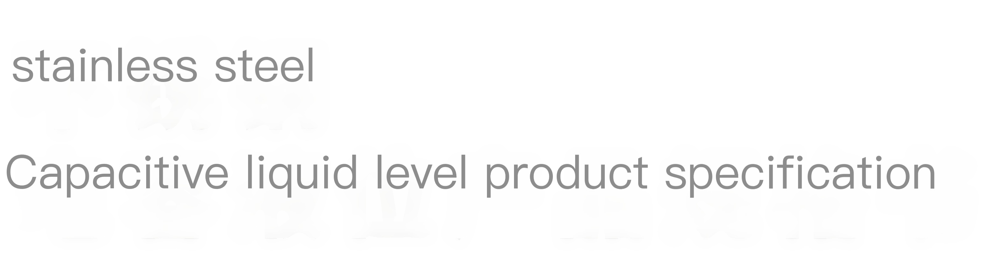 stainless steel
Capacitive liquid level product specification